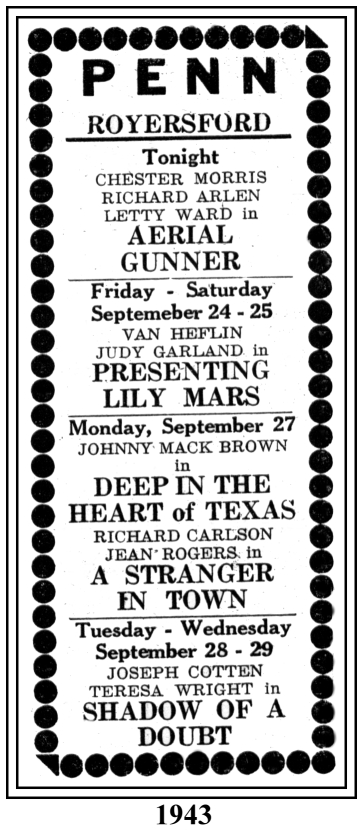 PENN
ROYERSFORD
Tonight
CHESTER MORRIS
RICHARD ARLEN
LETTY WARD in
AERIAL
GUNNER
Friday - Saturday
Septemeber 24 - 25
VAN HEFLIN
JUDY GARLAND in
PRESENTING
LILY MARS
Monday, September 27
JOHNNY MACK BROWN
in
DEEP IN THE
HEART of TEXAS
RICHARD CARLSON
JEAN ROGERS in
A STRANGER
IN TOWN
Tuesday - Wednesday
September 28 - 29
JOSEPH COTTEN
TERESA WRIGHT in
SHADOW OF A
DOUBT
1943